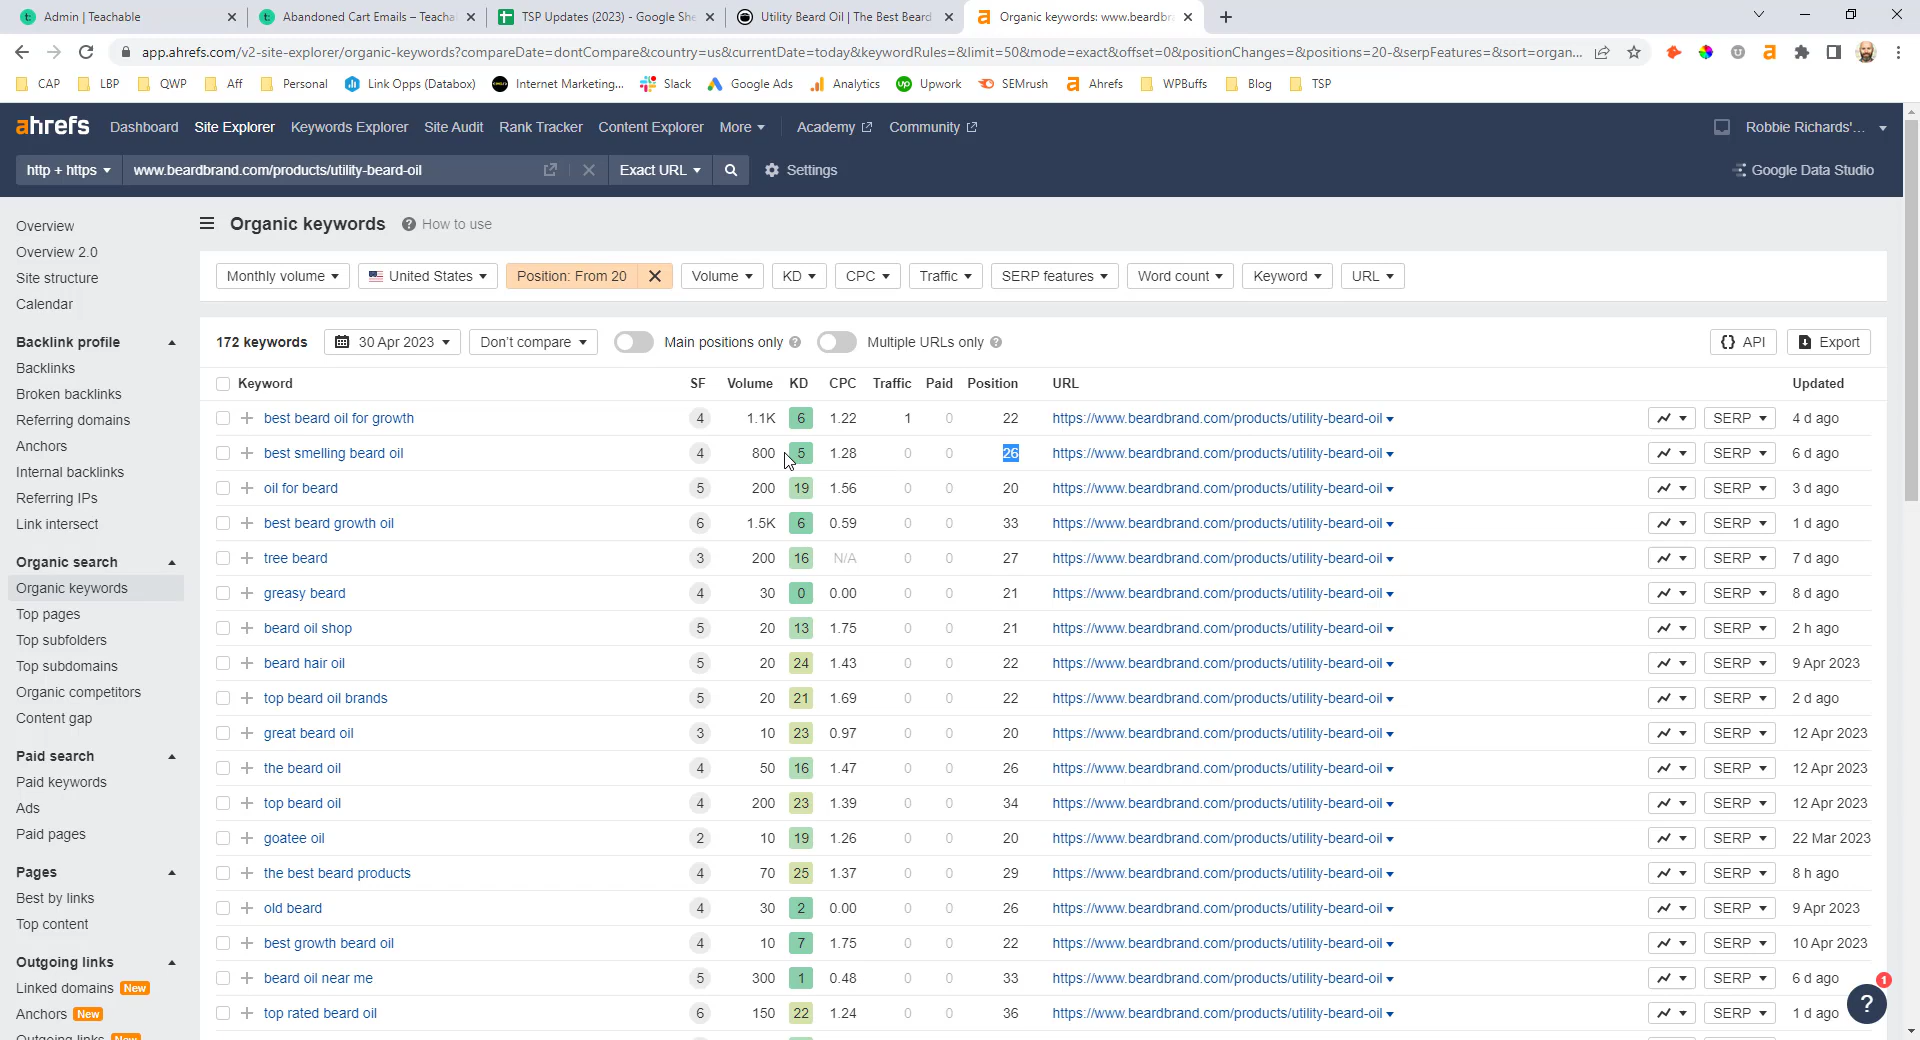 Admin | Teachable
Abandoned Cart Emails – Teacha
TSP Updates (2023) - Google She
Utility Beard Oil | The Best Beard
Organic keywords: www.beardbr
app.ahrefs.com/v2-site-explorer/organic-keywords?compareDate=dontCompare&country=us&currentDate=today&keywordRules=&limit=50&mode=exact&offset=0&positionChanges=&positions=20-&serpFeatures=&sort=organ...
CAP LBP QWP Aff Personal Link Opps (Databox) Internet Marketing... Slack Google Ads Analytics Upwork SEMrush Ahrefs WPBuffs Blog TSP
ahrefs Dashboard Site Explorer Keywords Explorer Site Audit Rank Tracker Content Explorer More Academy Community Robbie Richards'...
http + https www.beardbrand.com/products/utility-beard-oil Exact URL Settings Google Data Studio
Overview
Overview 2.0
Site structure
Calendar
Backlink profile
Backlinks
Broken backlinks
Referring domains
Anchors
Internal backlinks
Referring IPs
Link intersect
Organic search
Organic keywords
Top pages
Top subfolders
Top subdomains
Organic competitors
Content gap
Paid search
Paid keywords
Ads
Paid pages
Pages
Best by links
Top content
Outgoing links
Linked domains New
Anchors New
Outgoing links New
Organic keywords ? How to use
Monthly volume United States Position: From 20 Volume KD CPC Traffic SERP features Word count Keyword URL
172 keywords 30 Apr 2023 Don't compare Main positions only ? Multiple URLs only ? {} API Export
Keyword SF Volume KD CPC Traffic Paid Position URL Updated
best beard oil for growth 4 1.1K 6 1.22 1 0 22 https://www.beardbrand.com/products/utility-beard-oil SERP 4 d ago
best smelling beard oil 4 800 5 1.28 0 0 26 https://www.beardbrand.com/products/utility-beard-oil SERP 6 d ago
oil for beard 5 200 19 1.56 0 0 20 https://www.beardbrand.com/products/utility-beard-oil SERP 3 d ago
best beard growth oil 6 1.5K 6 0.59 0 0 33 https://www.beardbrand.com/products/utility-beard-oil SERP 1 d ago
tree beard 3 200 16 N/A 0 0 27 https://www.beardbrand.com/products/utility-beard-oil SERP 7 d ago
greasy beard 4 30 0 0.00 0 0 21 https://www.beardbrand.com/products/utility-beard-oil SERP 8 d ago
beard oil shop 5 20 13 1.75 0 0 21 https://www.beardbrand.com/products/utility-beard-oil SERP 2 h ago
beard hair oil 5 20 24 1.43 0 0 22 https://www.beardbrand.com/products/utility-beard-oil SERP 9 Apr 2023
top beard oil brands 5 20 21 1.69 0 0 22 https://www.beardbrand.com/products/utility-beard-oil SERP 2 d ago
great beard oil 3 10 23 0.97 0 0 20 https://www.beardbrand.com/products/utility-beard-oil SERP 12 Apr 2023
the beard oil 4 50 16 1.47 0 0 26 https://www.beardbrand.com/products/utility-beard-oil SERP 12 Apr 2023
top beard oil 4 200 23 1.39 0 0 34 https://www.beardbrand.com/products/utility-beard-oil SERP 12 Apr 2023
goatee oil 2 10 19 1.26 0 0 20 https://www.beardbrand.com/products/utility-beard-oil SERP 22 Mar 2023
the best beard products 4 70 25 1.37 0 0 29 https://www.beardbrand.com/products/utility-beard-oil SERP 8 h ago
old beard 4 30 2 0.00 0 0 26 https://www.beardbrand.com/products/utility-beard-oil SERP 9 Apr 2023
best growth beard oil 4 10 7 1.75 0 0 22 https://www.beardbrand.com/products/utility-beard-oil SERP 10 Apr 2023
beard oil near me 5 300 1 0.48 0 0 33 https://www.beardbrand.com/products/utility-beard-oil SERP 6 d ago
top rated beard oil 6 150 22 1.24 0 0 36 https://www.beardbrand.com/products/utility-beard-oil SERP 1 d ago
1
?